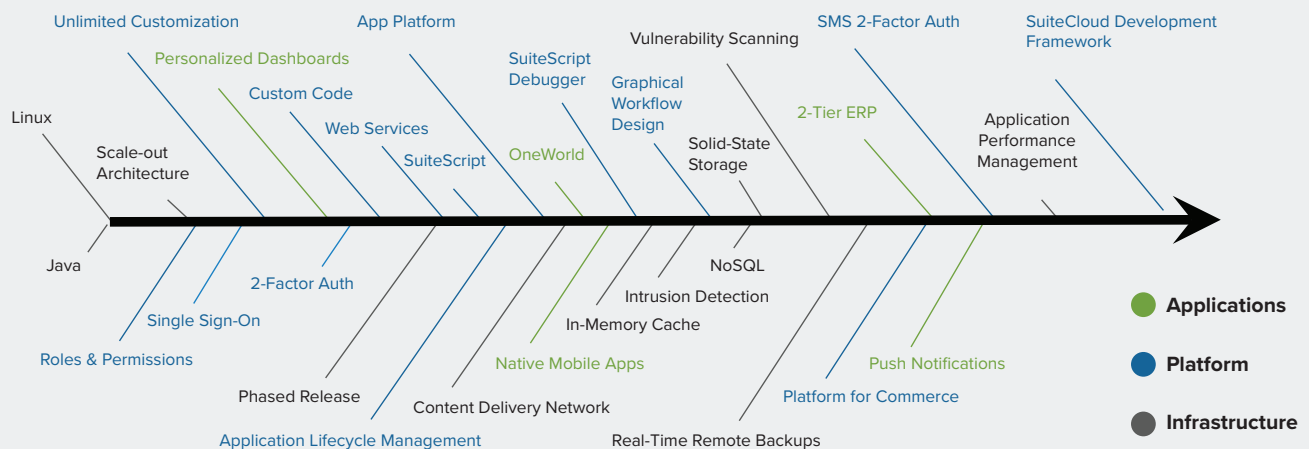 Unlimited Customization
App Platform
SMS 2-Factor Auth
SuiteCloud Development
Framework
Vulnerability Scanning
Personalized Dashboards
SuiteScript
Debugger
Graphical
Workflow
Design
Custom Code
2-Tier ERP
Linux
Web Services
Application
Performance
Management
Scale-out
Architecture
SuiteScript
OneWorld
Solid-State
Storage
Java
2-Factor Auth
NoSQL
Intrusion Detection
Single Sign-On
In-Memory Cache
Roles & Permissions
Native Mobile Apps
Push Notifications
Phased Release
Content Delivery Network
Platform for Commerce
Application Lifecycle Management
Real-Time Remote Backups
Applications
Platform
Infrastructure